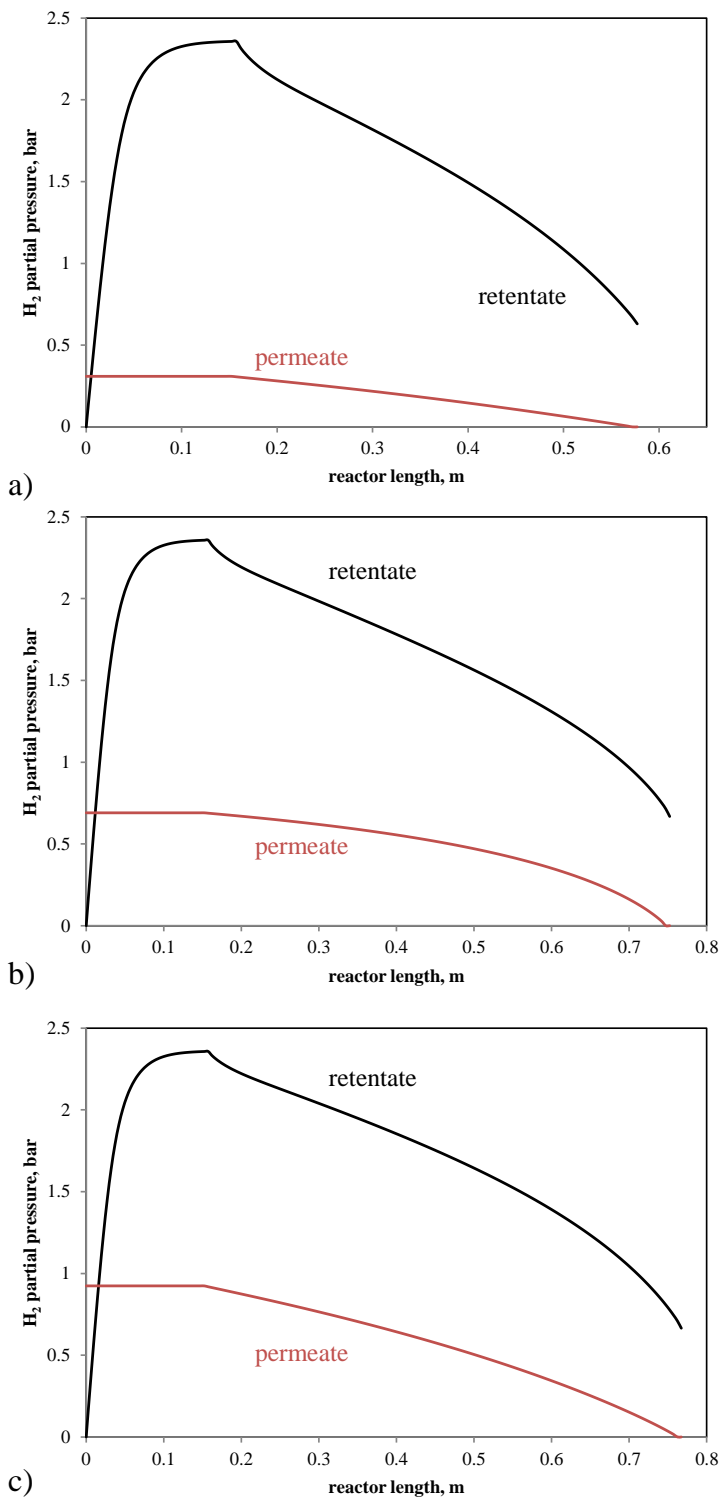 2.5
2
1.5
1
0.5
0
H2 partial pressure, bar
retentate
permeate
0 0.1 0.2 0.3 0.4 0.5 0.6
reactor length, m
a)
2.5
2
1.5
1
0.5
0
H2 partial pressure, bar
retentate
permeate
0 0.1 0.2 0.3 0.4 0.5 0.6 0.7 0.8
reactor length, m
b)
2.5
2
1.5
1
0.5
0
H2 partial pressure, bar
retentate
permeate
0 0.1 0.2 0.3 0.4 0.5 0.6 0.7 0.8
reactor length, m
c)